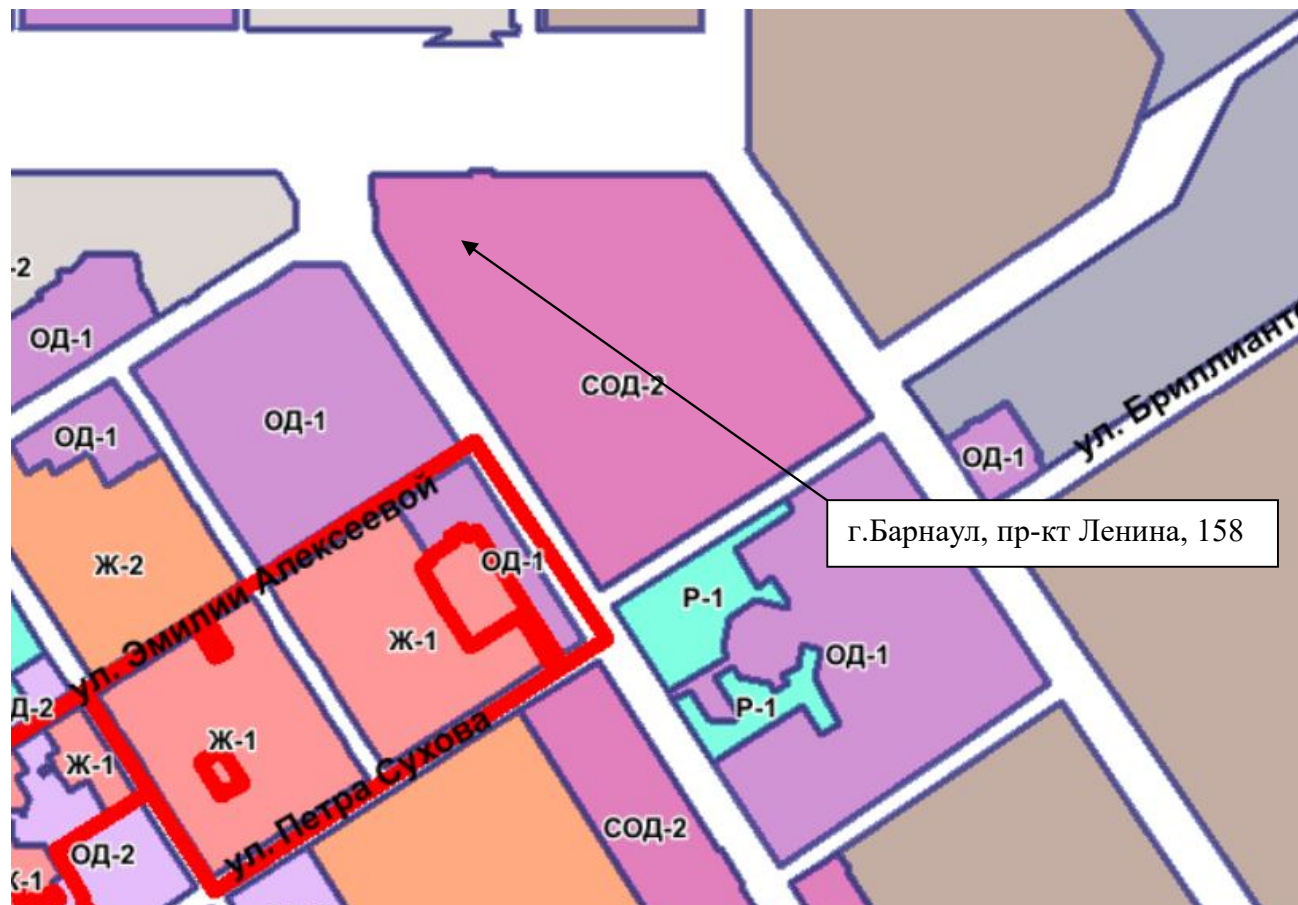 -2
ОД-1
СОД-2
ул. Бриллианто
ОД-1
ОД-1
ОД-1
г.Барнаул, пр-кт Ленина, 158
Ж-2
ул. Эмилии Алексеевой
ОД-1
Р-1
Ж-1
ОД-1
Д-2
Р-1
Ж-1
Ж-1
ул. Петра Сухова
СОД-2
ОД-2
-1